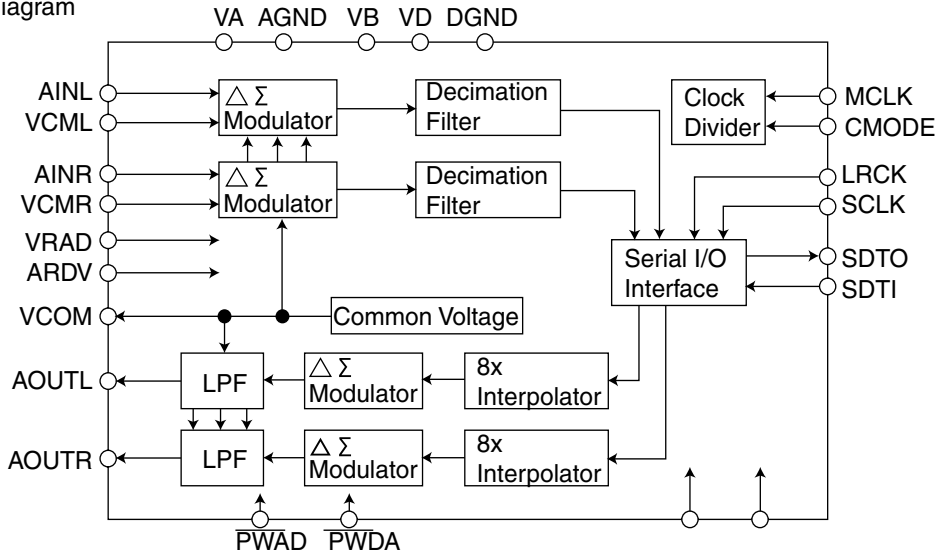 iagram
VA AGND VB VD DGND
AINL
VCML
AINR
VCMR
VRAD
ARDV
VCOM
AOUTL
AOUTR
△ Σ
Modulator
Decimation
Filter
△ Σ
Modulator
Decimation
Filter
Clock
Divider
MCLK
CMODE
LRCK
SCLK
SDTO
SDTI
Serial I/O
Interface
Common Voltage
LPF
△ Σ
Modulator
8x
Interpolator
LPF
△ Σ
Modulator
8x
Interpolator
PWAD PWDA